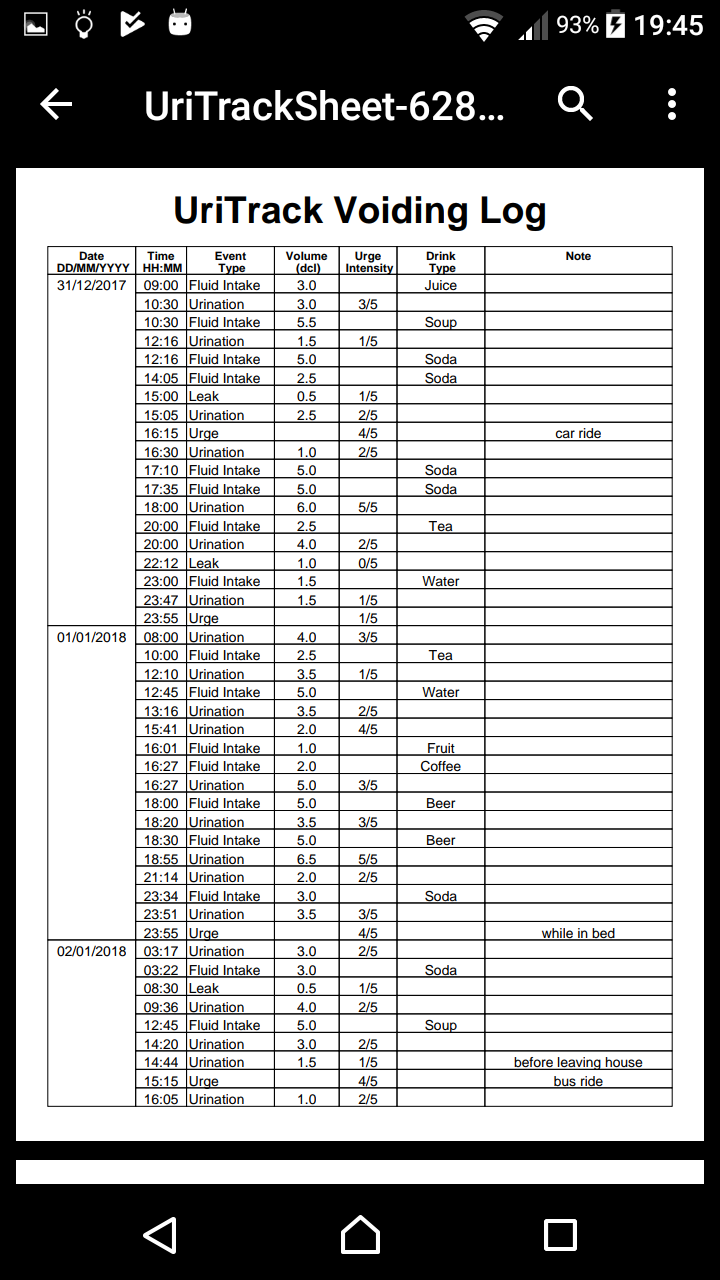 93% 19:45
UriTrackSheet-628...
UriTrack Voiding Log
Date Time Event Volume Urge Drink Note
DD/MM/YYYY HH:MM Type (dcl) Intensity Type
31/12/2017 09:00 Fluid Intake 3.0 Juice
10:30 Urination 3.0 3/5
10:30 Fluid Intake 5.5 Soup
12:16 Urination 1.5 1/5
12:16 Fluid Intake 5.0 Soda
14:05 Fluid Intake 2.5 Soda
15:00 Leak 0.5 1/5
15:05 Urination 2.5 2/5
16:15 Urge 4/5 car ride
16:30 Urination 1.0 2/5
17:10 Fluid Intake 5.0 Soda
17:35 Fluid Intake 5.0 Soda
18:00 Urination 6.0 5/5
20:00 Fluid Intake 2.5 Tea
20:00 Urination 4.0 2/5
22:12 Leak 1.0 0/5
23:00 Fluid Intake 1.5 Water
23:47 Urination 1.5 1/5
23:55 Urge 1/5
01/01/2018 08:00 Urination 4.0 3/5
10:00 Fluid Intake 2.5 Tea
12:10 Urination 3.5 1/5
12:45 Fluid Intake 5.0 Water
13:16 Urination 3.5 2/5
15:41 Urination 2.0 4/5
16:01 Fluid Intake 1.0 Fruit
16:27 Fluid Intake 2.0 Coffee
16:27 Urination 5.0 3/5
18:00 Fluid Intake 5.0 Beer
18:20 Urination 3.5 3/5
18:30 Fluid Intake 5.0 Beer
18:55 Urination 6.5 5/5
21:14 Urination 2.0 2/5
23:34 Fluid Intake 3.0 Soda
23:51 Urination 3.5 3/5
23:55 Urge 4/5 while in bed
02/01/2018 03:17 Urination 3.0 2/5
03:22 Fluid Intake 3.0 Soda
08:30 Leak 0.5 1/5
09:36 Urination 4.0 2/5
12:45 Fluid Intake 5.0 Soup
14:20 Urination 3.0 2/5
14:44 Urination 1.5 1/5 before leaving house
15:15 Urge 4/5 bus ride
16:05 Urination 1.0 2/5